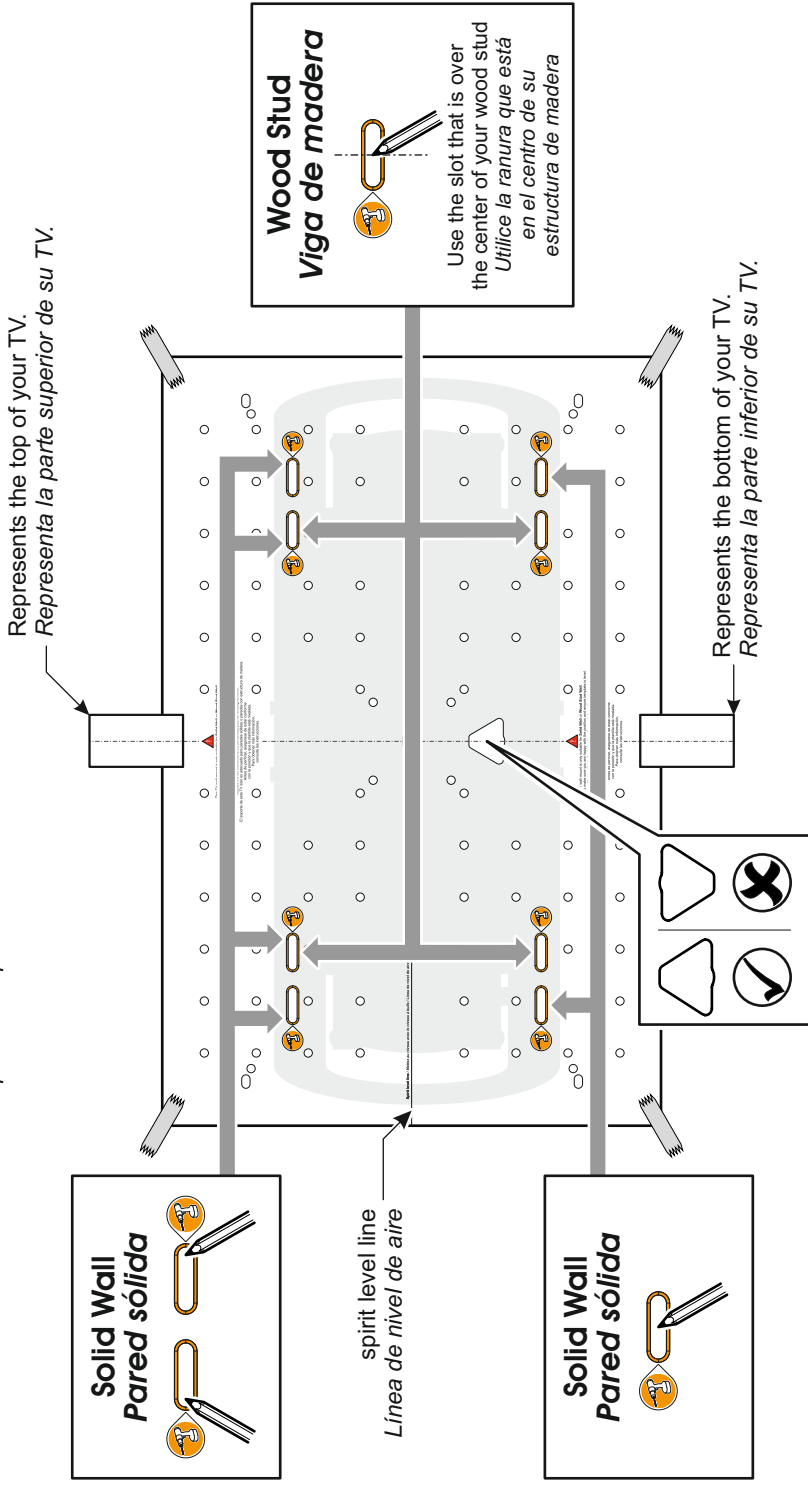 Represents the top of your TV.
Representa la parte superior de su TV.
Solid Wall
Pared sólida
Wood Stud
Viga de madera
Use the slot that is over
the center of your wood stud
Utilice la ranura que está
en el centro de su
estructura de madera
spirit level line
Línea de nivel de aire
Solid Wall
Pared sólida
Represents the bottom of your TV.
Representa la parte inferior de su TV.